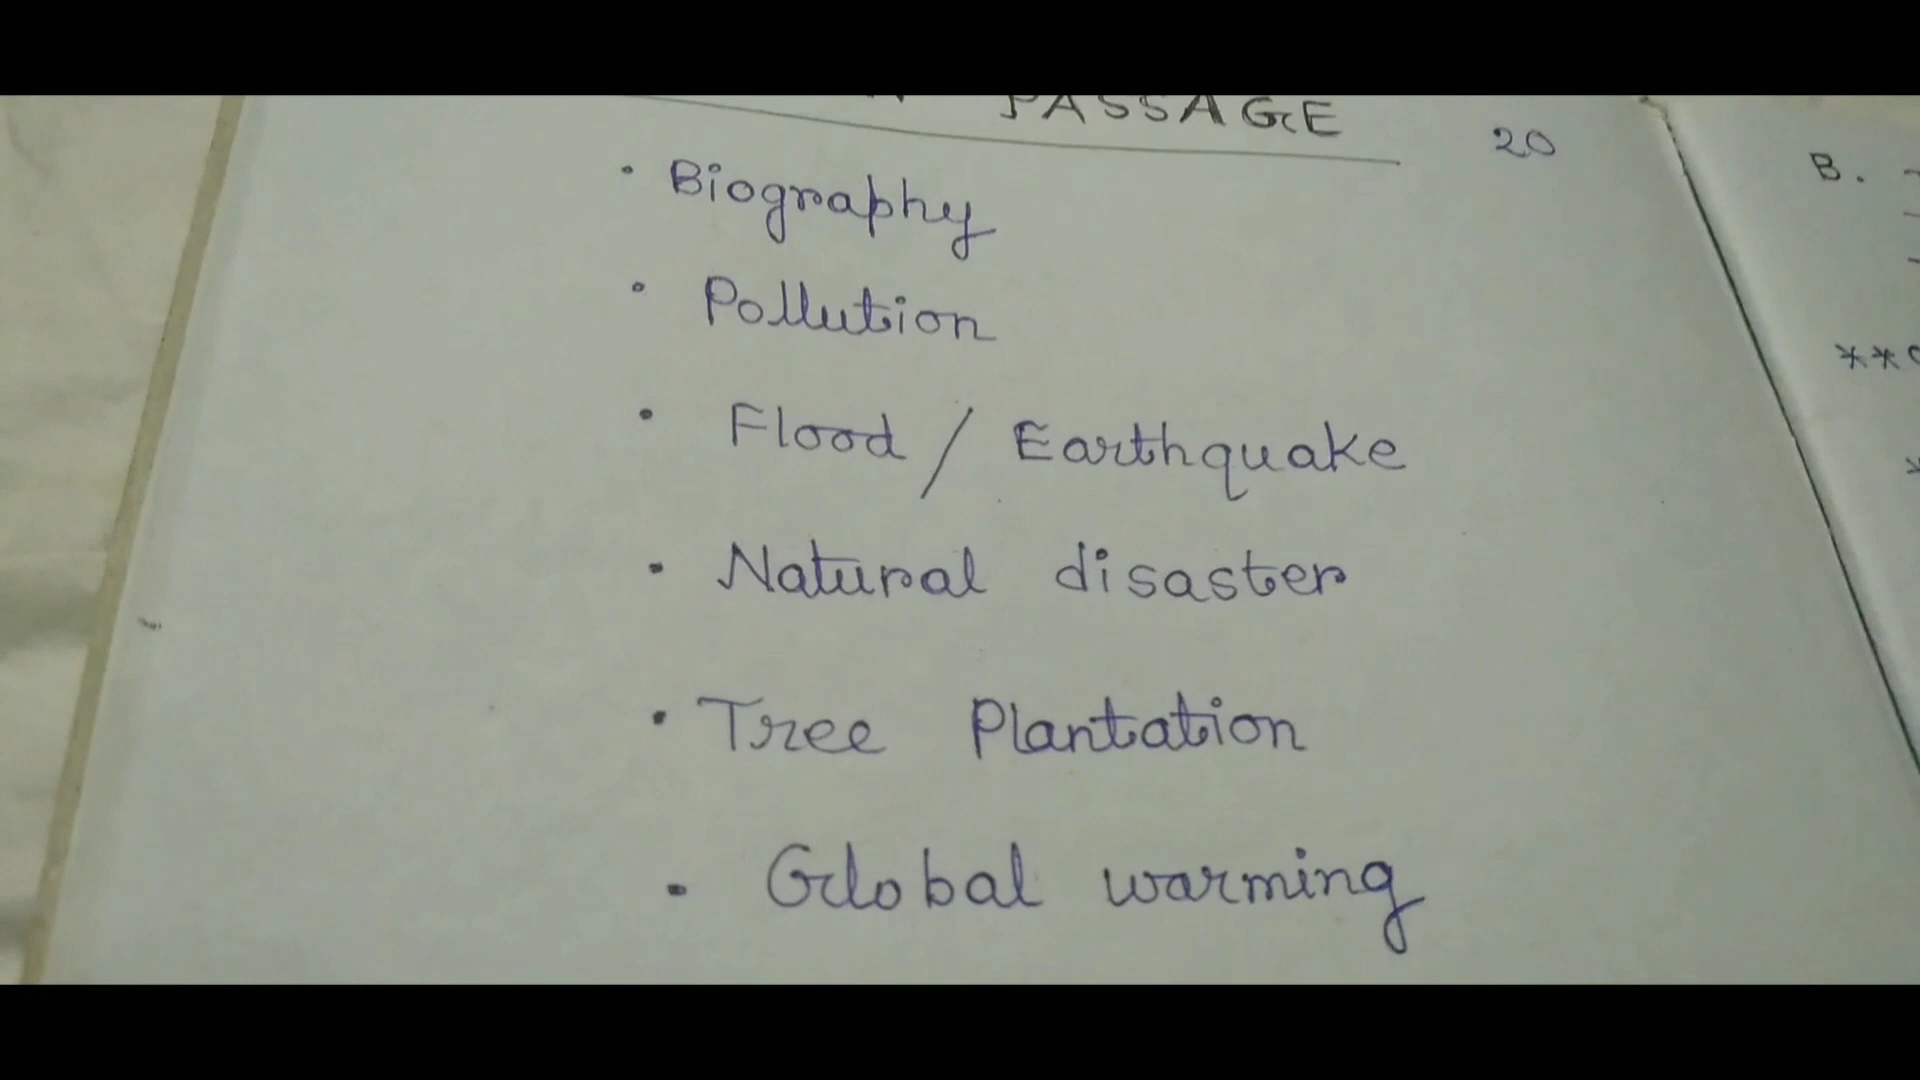 PASSAGE
20
• Biography
• Pollution
• Flood / Earthquake
• Natural disaster
• Tree Plantation
• Global warming
B.
**